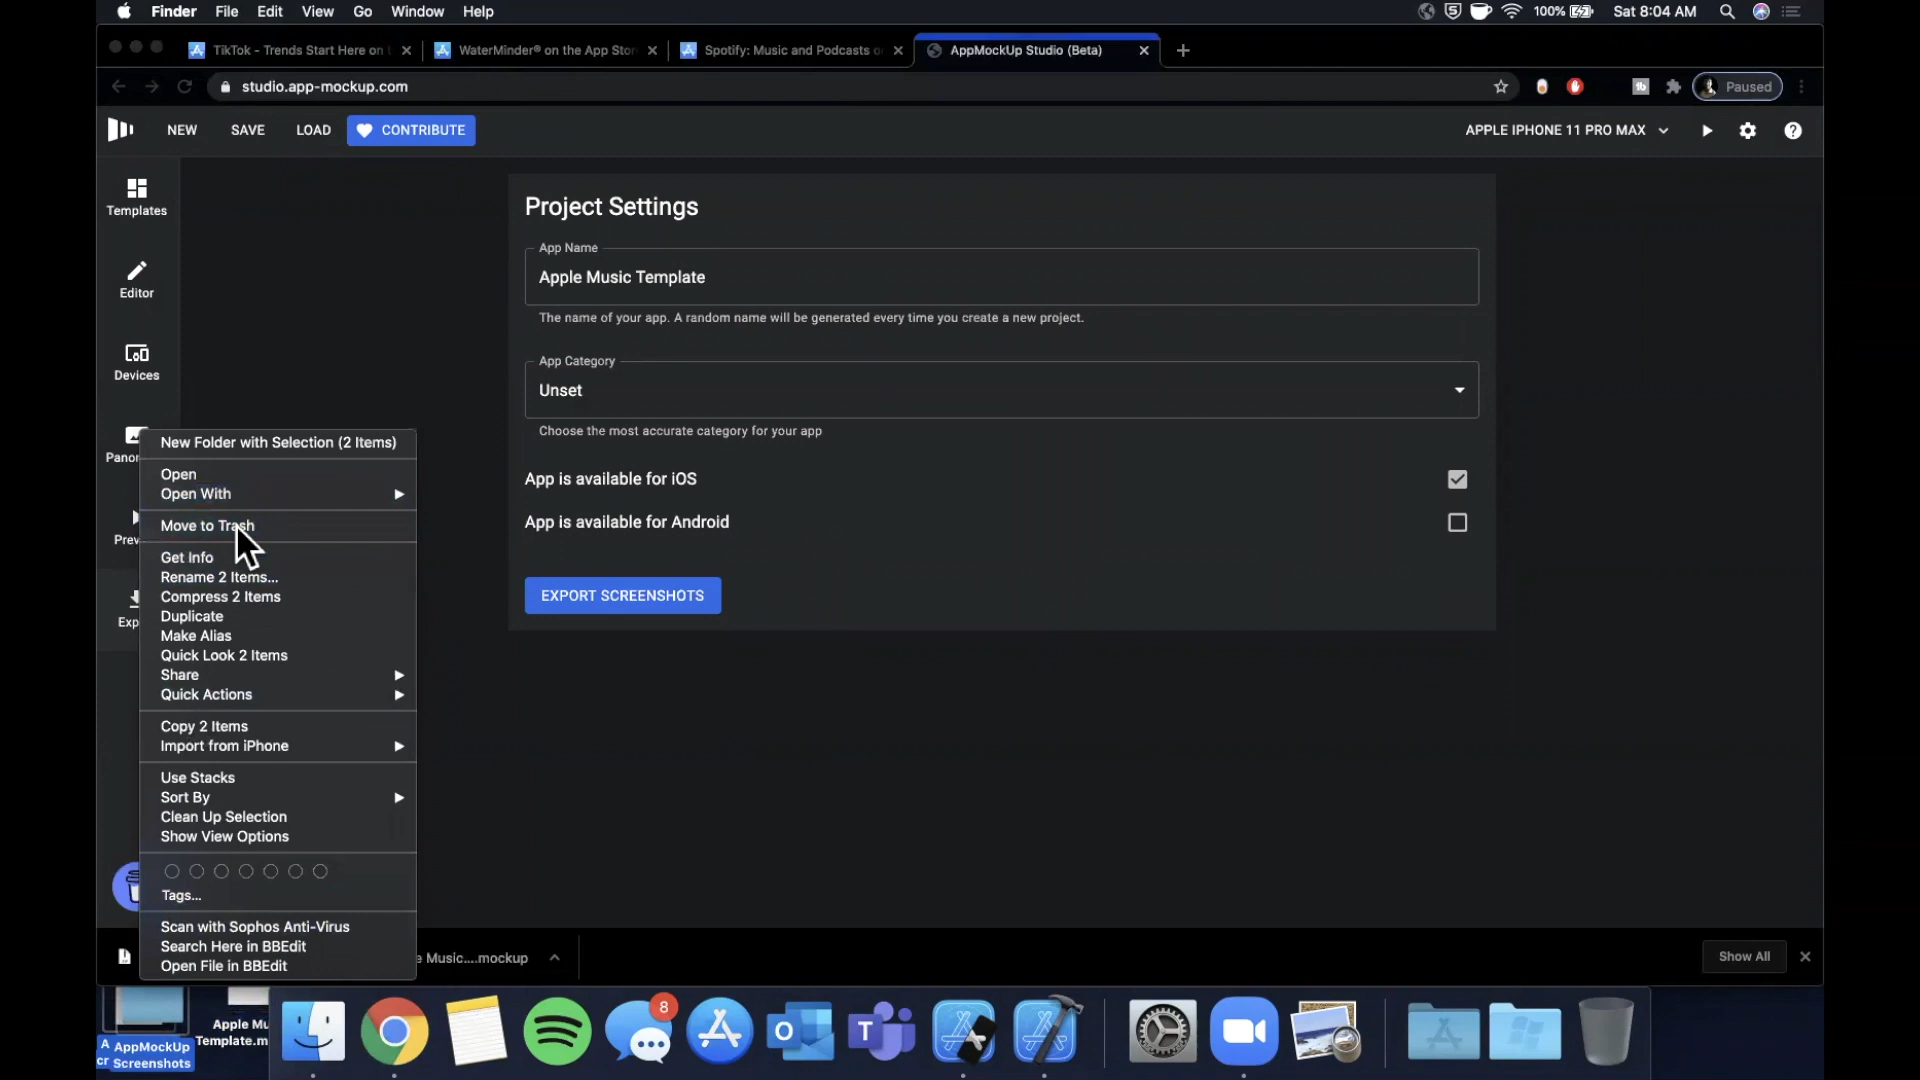 Finder File Edit View Go Window Help 100% Sat 8:04 AM
TikTok - Trends Start Here on
WaterMinder® on the App Stor
Spotify: Music and Podcasts o
AppMockUp Studio (Beta)
studio.app-mockup.com
Paused
NEW SAVE LOAD CONTRIBUTE
APPLE IPHONE 11 PRO MAX
Templates
Editor
Devices
Panor
Prev
Exp
Project Settings
App Name
Apple Music Template
The name of your app. A random name will be generated every time you create a new project.
App Category
Unset
Choose the most accurate category for your app
App is available for iOS
App is available for Android
EXPORT SCREENSHOTS
New Folder with Selection (2 Items)
Open
Open With
Move to Trash
Get Info
Rename 2 Items...
Compress 2 Items
Duplicate
Make Alias
Quick Look 2 Items
Share
Quick Actions
Copy 2 Items
Import from iPhone
Use Stacks
Sort By
Clean Up Selection
Show View Options
Tags...
Scan with Sophos Anti-Virus
Search Here in BBEdit
Open File in BBEdit
e Music....mockup
Show All
8
Apple Mu
Template.m
AppMockUp
Screenshots